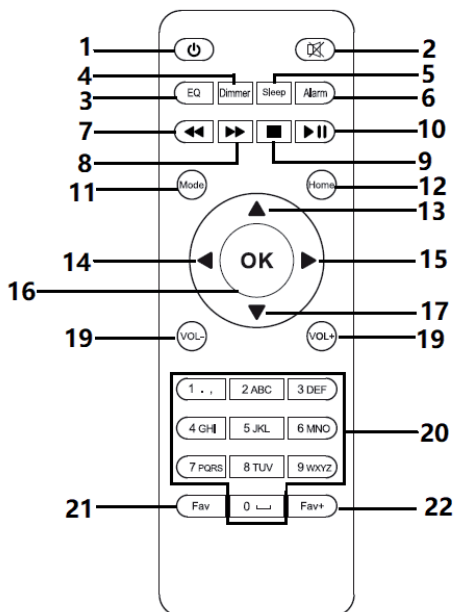 1 2
4 5
3 EQ Dimmer Sleep Alarm 6
7 10
8 9
11 Mode Home 12
13
14 OK 15
16
17
19 VOL- VOL+ 19
1 . , 2 ABC 3 DEF
4 GHI 5 JKL 6 MNO 20
7 PQRS 8 TUV 9 WXYZ
21 Fav 0 Fav+ 22